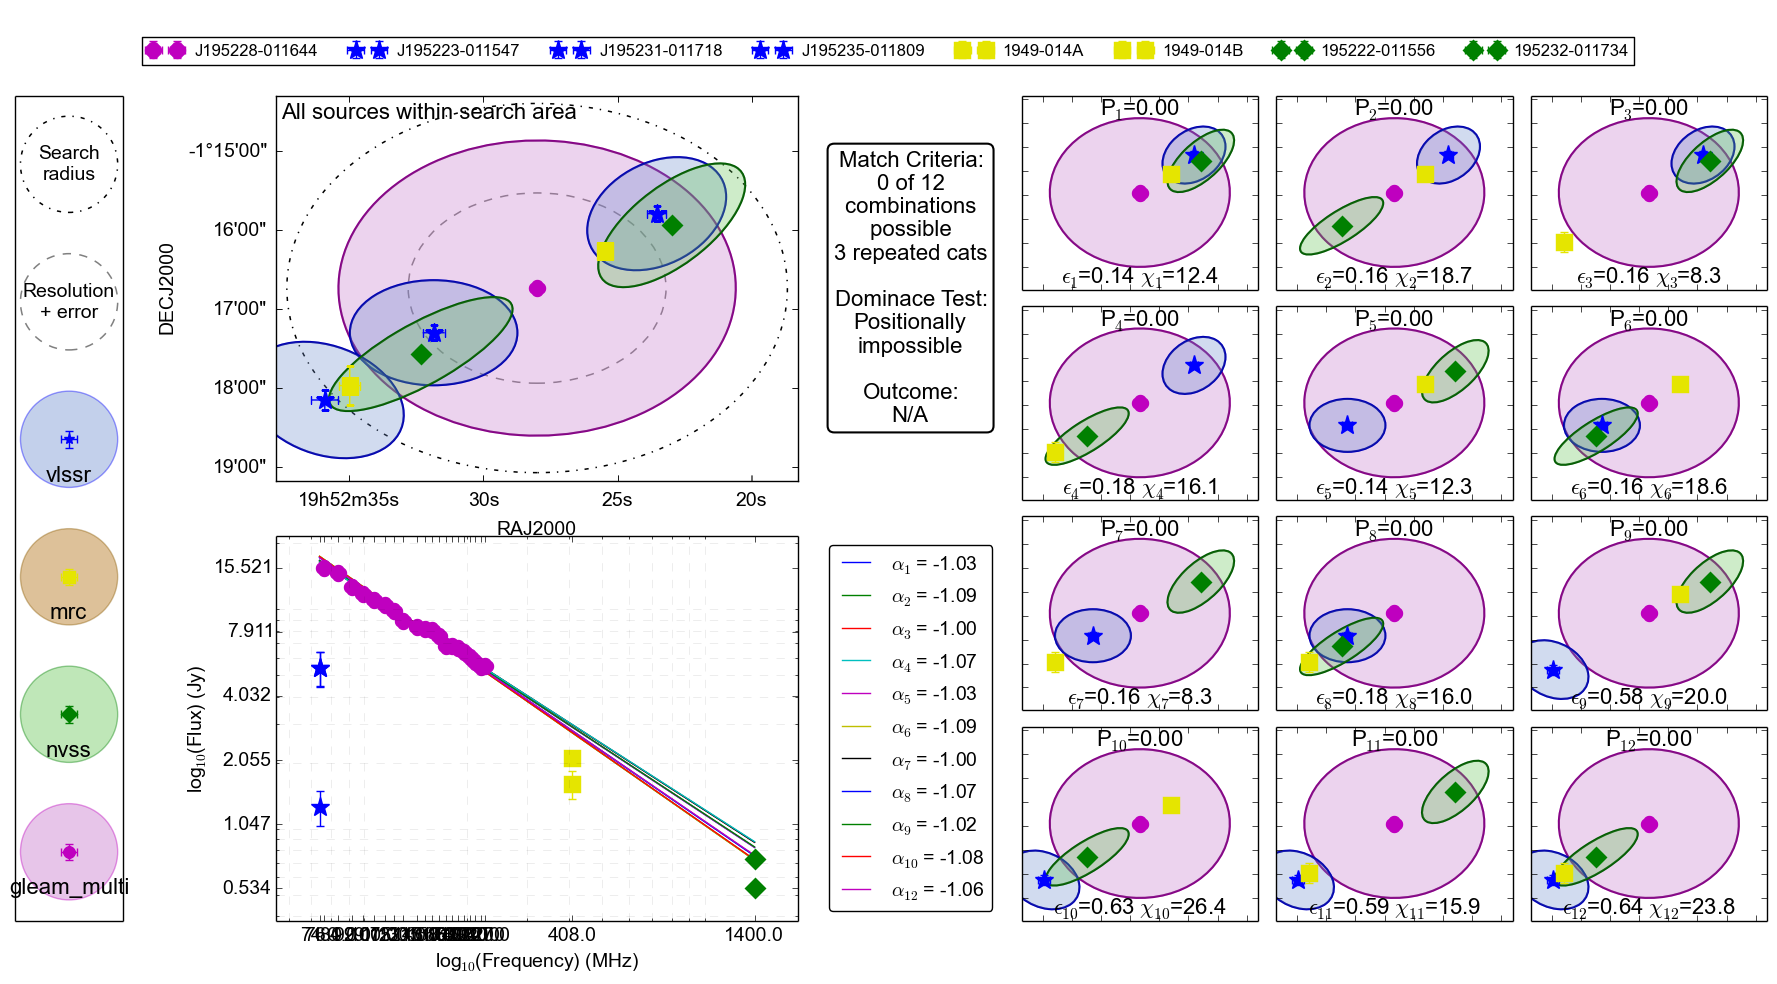 J195228-011644 J195223-011547 J195231-011718 J195235-011809 1949-014A 1949-014B 195222-011556 195232-011734
Search
radius
Resolution
+ error
vlssr
mrc
nvss
gleam_multi
All sources within search area
DECJ2000
-1°15'00"
16'00"
17'00"
18'00"
19'00"
19h52m35s 30s 25s 20s
RAJ2000
Match Criteria:
0 of 12
combinations
possible
3 repeated cats
Dominace Test:
Positionally
impossible
Outcome:
N/A
log₁₀(Flux) (Jy)
15.521
7.911
4.032
2.055
1.047
0.534
408.0 1400.0
log₁₀(Frequency) (MHz)
α₁ = -1.03
α₂ = -1.09
α₃ = -1.00
α₄ = -1.07
α₅ = -1.03
α₆ = -1.09
α₇ = -1.00
α₈ = -1.07
α₉ = -1.02
α₁₀ = -1.08
α₁₂ = -1.06
P₁=0.00
ϵ₁=0.14 χ₁=12.4
P₂=0.00
ϵ₂=0.16 χ₂=18.7
P₃=0.00
ϵ₃=0.16 χ₃=8.3
P₄=0.00
ϵ₄=0.18 χ₄=16.1
P₅=0.00
ϵ₅=0.14 χ₅=12.3
P₆=0.00
ϵ₆=0.16 χ₆=18.6
P₇=0.00
ϵ₇=0.16 χ₇=8.3
P₈=0.00
ϵ₈=0.18 χ₈=16.0
P₉=0.00
ϵ₉=0.58 χ₉=20.0
P₁₀=0.00
ϵ₁₀=0.63 χ₁₀=26.4
P₁₁=0.00
ϵ₁₁=0.59 χ₁₁=15.9
P₁₂=0.00
ϵ₁₂=0.64 χ₁₂=23.8